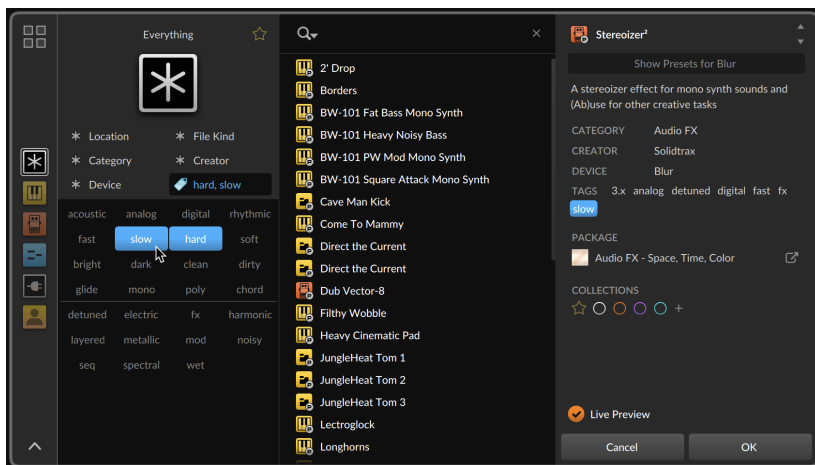 Everything
Location
File Kind
Category
Creator
Device
hard, slow
acoustic analog digital rhythmic
fast slow hard soft
bright dark clean dirty
glide mono poly chord
detuned electric fx harmonic
layered metallic mod noisy
seq spectral wet
2' Drop
Borders
BW-101 Fat Bass Mono Synth
BW-101 Heavy Noisy Bass
BW-101 PW Mod Mono Synth
BW-101 Square Attack Mono Synth
Cave Man Kick
Come To Mammy
Direct the Current
Direct the Current
Dub Vector-8
Filthy Wobble
Heavy Cinematic Pad
JungleHeat Tom 1
JungleHeat Tom 2
JungleHeat Tom 3
Lectroglock
Longhorns
Stereoizer²
Show Presets for Blur
A stereoizer effect for mono synth sounds and
(Ab)use for other creative tasks
CATEGORY Audio FX
CREATOR Solidtrax
DEVICE Blur
TAGS 3.x analog detuned digital fast fx
slow
PACKAGE
Audio FX - Space, Time, Color
COLLECTIONS
Live Preview
Cancel OK